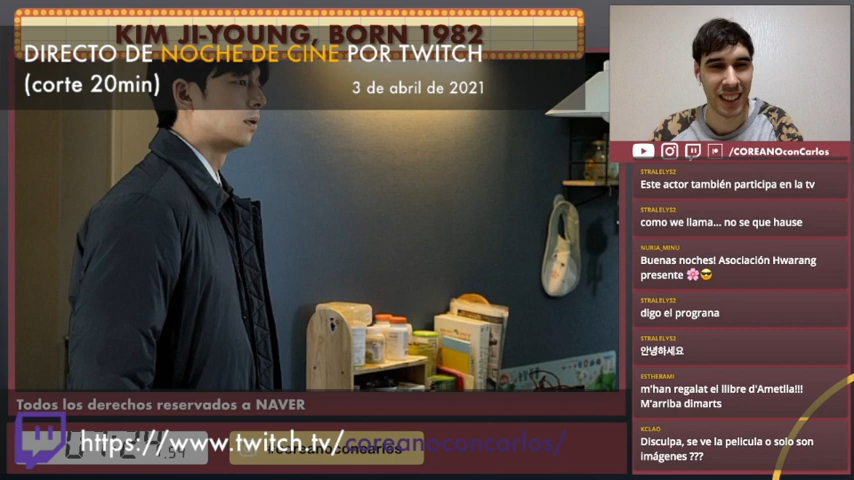 KIM JI-YOUNG, BORN 1982
DIRECTO DE NOCHE DE CINE POR TWITCH
(corte 20min)
3 de abril de 2021
/COREANOconCarlos
STRALELYS2
Este actor también participa en la tv
STRALELYS2
como we llama... no se que hause
NURIA_MINU
Buenas noches! Asociación Hwarang
presente 🌸😎
STRALELYS2
digo el prograna
STRALELYS2
안녕하세요
ESTHERAMI
m'han regalat el llibre d'Ametlla!!!
M'arriba dimarts
KCLAO
Disculpa, se ve la pelicula o solo son
imágenes ???
Todos los derechos reservados a NAVER
https://www.twitch.tv/coreanoconcarlos/